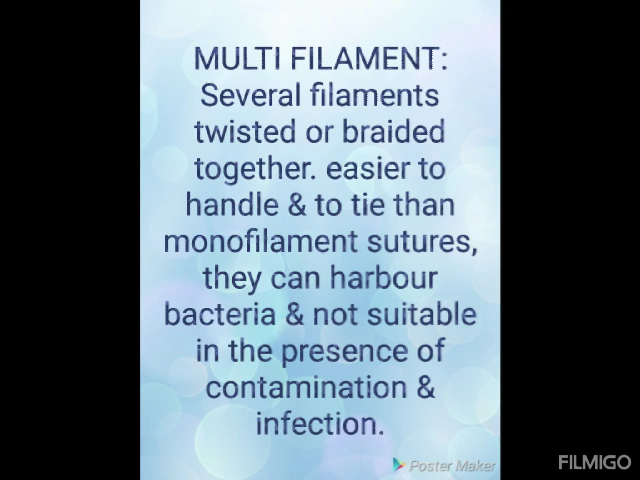 MULTI FILAMENT:
Several filaments
twisted or braided
together. easier to
handle & to tie than
monofilament sutures,
they can harbour
bacteria & not suitable
in the presence of
contamination &
infection.
Poster Maker
FILMIGO